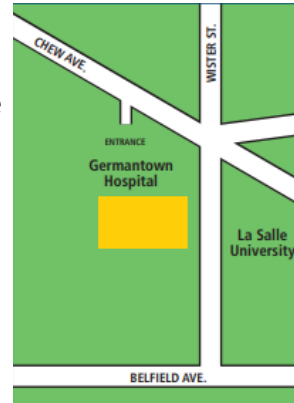 CHEW AVE.
WISTER ST.
ENTRANCE
Germantown
Hospital
La Salle
University
BELFIELD AVE.